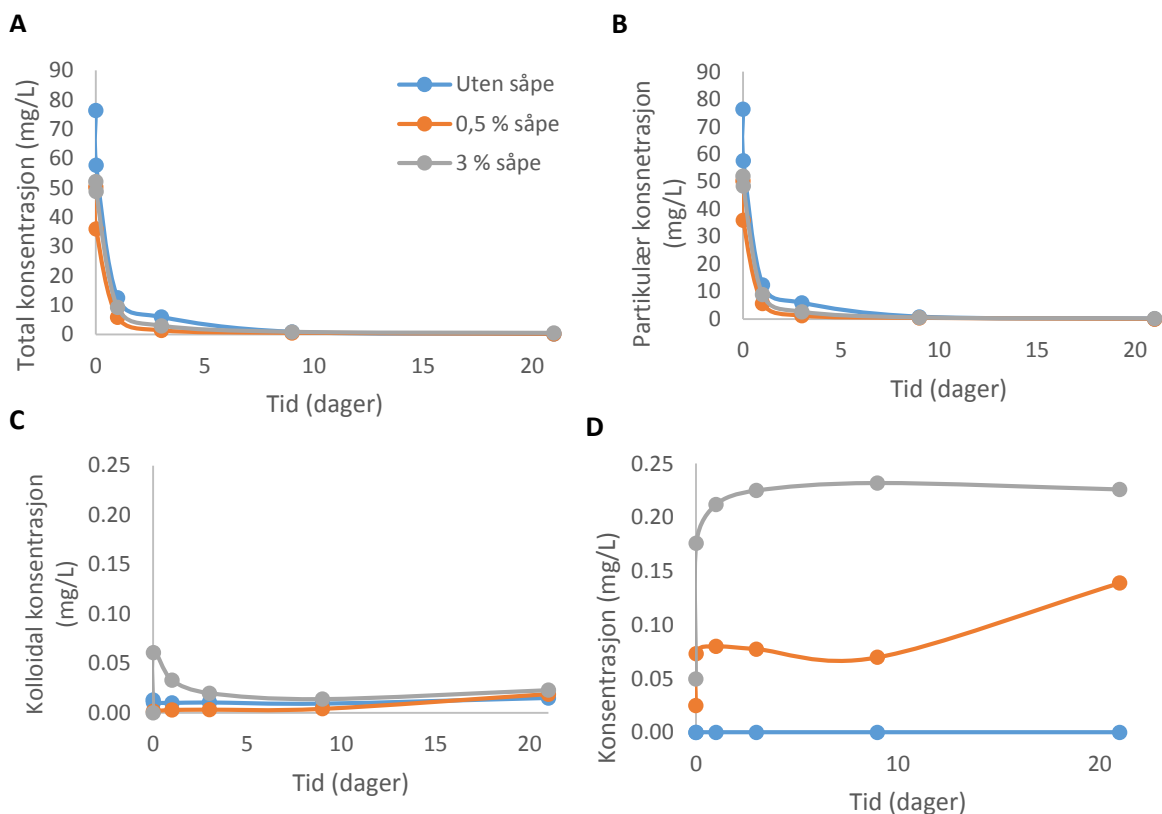 A
Total konsentrasjon (mg/L)
90
80
70
60
50
40
30
20
10
0
0 5 10 15 20
Tid (dager)
Uten såpe
0,5 % såpe
3 % såpe
B
Partikulær konsnetrasjon
(mg/L)
90
80
70
60
50
40
30
20
10
0
0 5 10 15 20
Tid (dager)
C
Kolloidal konsentrasjon
(mg/L)
0.25
0.20
0.15
0.10
0.05
0.00
0 5 10 15 20
Tid (dager)
D
Konsentrasjon (mg/L)
0.25
0.20
0.15
0.10
0.05
0.00
0 10 20
Tid (dager)